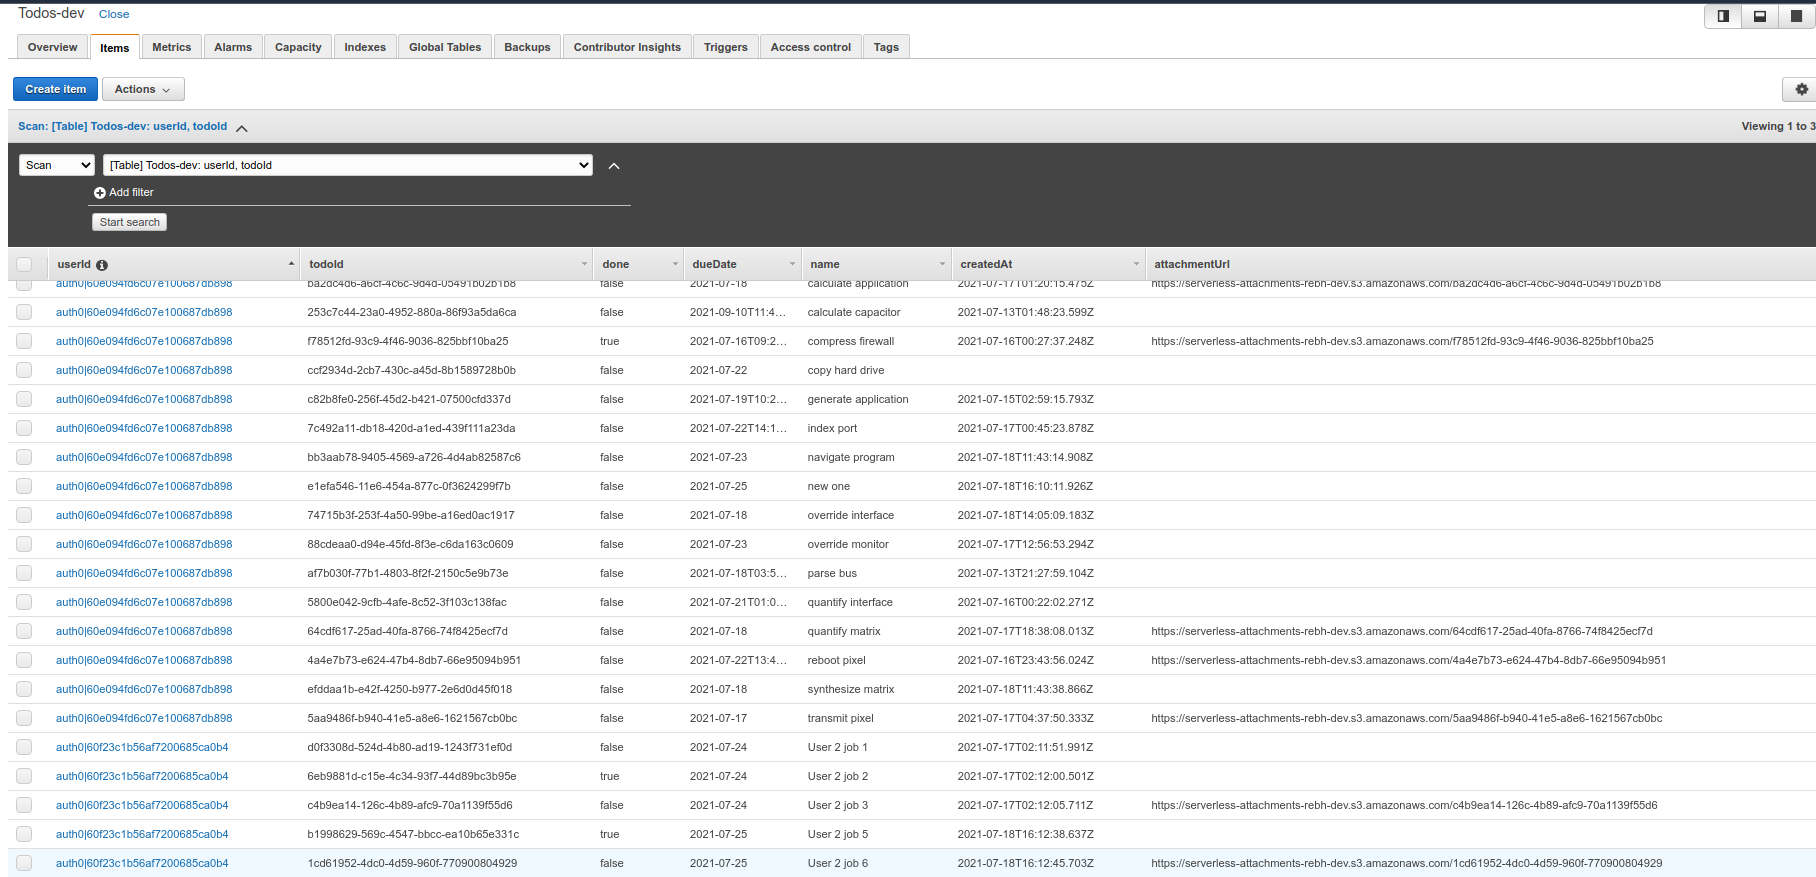 Todos-dev Close
Overview Items Metrics Alarms Capacity Indexes Global Tables Backups Contributor Insights Triggers Access control Tags
Create item Actions
Scan: [Table] Todos-dev: userId, todoId Viewing 1 to 3
Scan [Table] Todos-dev: userId, todoId
Add filter
Start search
userId todoId done dueDate name createdAt attachmentUrl
auth0|60e094fd6c07e100687db898 ba2dc4d6-a6cf-4c6c-9d4d-05491b02b1b8 false 2021-07-18 calculate application 2021-07-17T01:20:15.475Z https://serverless-attachments-rebh-dev.s3.amazonaws.com/ba2dc4d6-a6cf-4c6c-9d4d-05491b02b1b8
auth0|60e094fd6c07e100687db898 253c7c44-23a0-4952-880a-86f93a5da6ca false 2021-09-10T11:4… calculate capacitor 2021-07-13T01:48:23.599Z
auth0|60e094fd6c07e100687db898 f78512fd-93c9-4f46-9036-825bbf10ba25 true 2021-07-16T09:2… compress firewall 2021-07-16T00:27:37.248Z https://serverless-attachments-rebh-dev.s3.amazonaws.com/f78512fd-93c9-4f46-9036-825bbf10ba25
auth0|60e094fd6c07e100687db898 ccf2934d-2cb7-430c-a45d-8b1589728b0b false 2021-07-22 copy hard drive
auth0|60e094fd6c07e100687db898 c82b8fe0-256f-45d2-b421-07500cfd337d false 2021-07-19T10:2… generate application 2021-07-15T02:59:15.793Z
auth0|60e094fd6c07e100687db898 7c492a11-db18-420d-a1ed-439f111a23da false 2021-07-22T14:1… index port 2021-07-17T00:45:23.878Z
auth0|60e094fd6c07e100687db898 bb3aab78-9405-4569-a726-4d4ab82587c6 false 2021-07-23 navigate program 2021-07-18T11:43:14.908Z
auth0|60e094fd6c07e100687db898 e1efa546-11e6-454a-877c-0f3624299f7b false 2021-07-25 new one 2021-07-18T16:10:11.926Z
auth0|60e094fd6c07e100687db898 74715b3f-253f-4a50-99be-a16ed0ac1917 false 2021-07-18 override interface 2021-07-18T14:05:09.183Z
auth0|60e094fd6c07e100687db898 88cdeaa0-d94e-45fd-8f3e-c6da163c0609 false 2021-07-23 override monitor 2021-07-17T12:56:53.294Z
auth0|60e094fd6c07e100687db898 af7b030f-77b1-4803-8f2f-2150c5e9b73e false 2021-07-18T03:5… parse bus 2021-07-13T21:27:59.104Z
auth0|60e094fd6c07e100687db898 5800e042-9cfb-4afe-8c52-3f103c138fac false 2021-07-21T01:0… quantify interface 2021-07-16T00:22:02.271Z
auth0|60e094fd6c07e100687db898 64cdf617-25ad-40fa-8766-74f8425ecf7d false 2021-07-18 quantify matrix 2021-07-17T18:38:08.013Z https://serverless-attachments-rebh-dev.s3.amazonaws.com/64cdf617-25ad-40fa-8766-74f8425ecf7d
auth0|60e094fd6c07e100687db898 4a4e7b73-e624-47b4-8db7-66e95094b951 false 2021-07-22T13:4… reboot pixel 2021-07-16T23:43:56.024Z https://serverless-attachments-rebh-dev.s3.amazonaws.com/4a4e7b73-e624-47b4-8db7-66e95094b951
auth0|60e094fd6c07e100687db898 efddaa1b-e42f-4250-b977-2e6d0d45f018 false 2021-07-18 synthesize matrix 2021-07-18T11:43:38.866Z
auth0|60e094fd6c07e100687db898 5aa9486f-b940-41e5-a8e6-1621567cb0bc false 2021-07-17 transmit pixel 2021-07-17T04:37:50.333Z https://serverless-attachments-rebh-dev.s3.amazonaws.com/5aa9486f-b940-41e5-a8e6-1621567cb0bc
auth0|60f23c1b56af7200685ca0b4 d0f3308d-524d-4b80-ad19-1243f731ef0d false 2021-07-24 User 2 job 1 2021-07-17T02:11:51.991Z
auth0|60f23c1b56af7200685ca0b4 6eb9881d-c15e-4c34-93f7-44d89bc3b95e true 2021-07-24 User 2 job 2 2021-07-17T02:12:00.501Z
auth0|60f23c1b56af7200685ca0b4 c4b9ea14-126c-4b89-afc9-70a1139f55d6 false 2021-07-24 User 2 job 3 2021-07-17T02:12:05.711Z https://serverless-attachments-rebh-dev.s3.amazonaws.com/c4b9ea14-126c-4b89-afc9-70a1139f55d6
auth0|60f23c1b56af7200685ca0b4 b1998629-569c-4547-bbcc-ea10b65e331c true 2021-07-25 User 2 job 5 2021-07-18T16:12:38.637Z
auth0|60f23c1b56af7200685ca0b4 1cd61952-4dc0-4d59-960f-770900804929 false 2021-07-25 User 2 job 6 2021-07-18T16:12:45.703Z https://serverless-attachments-rebh-dev.s3.amazonaws.com/1cd61952-4dc0-4d59-960f-770900804929